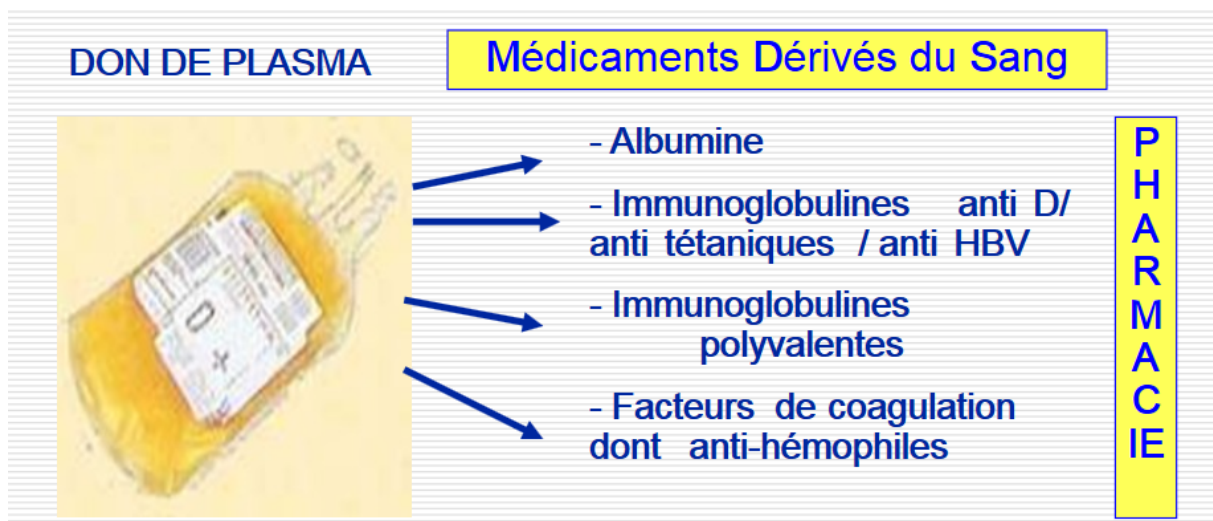 DON DE PLASMA
Médicaments Dérivés du Sang
- Albumine
- Immunoglobulines anti D/
anti tétaniques / anti HBV
- Immunoglobulines
polyvalentes
- Facteurs de coagulation
dont anti-hémophiles
P
H
A
R
M
A
C
IE
O
+